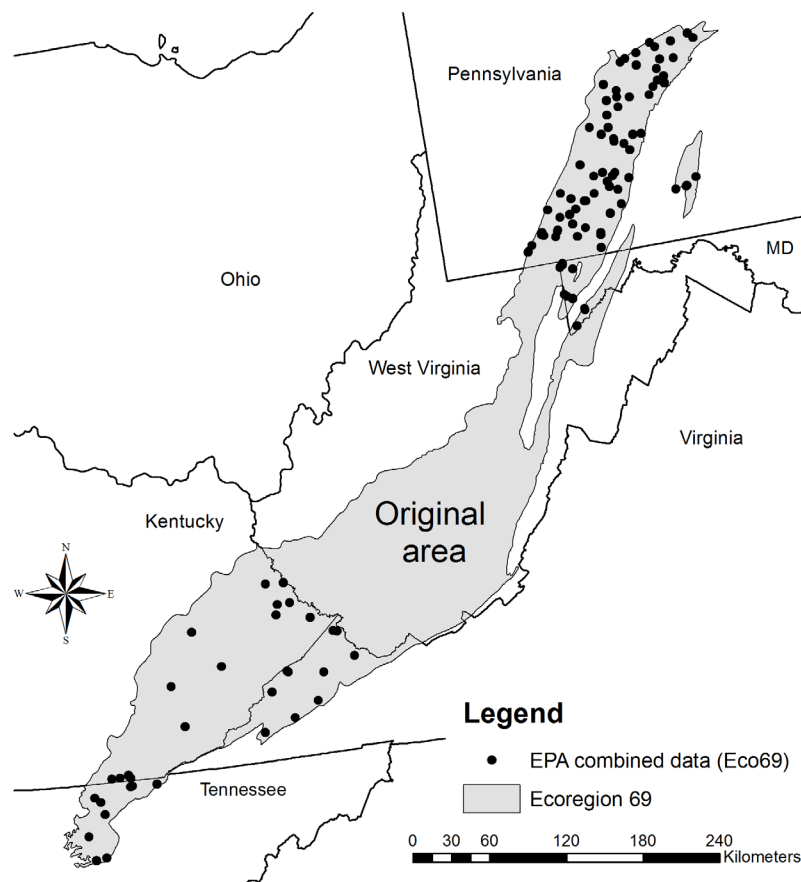 Pennsylvania
MD
Ohio
West Virginia
Virginia
Kentucky
Original
area
N
W
E
S
Tennessee
Legend
EPA combined data (Eco69)
Ecoregion 69
0 30 60 120 180 240
Kilometers